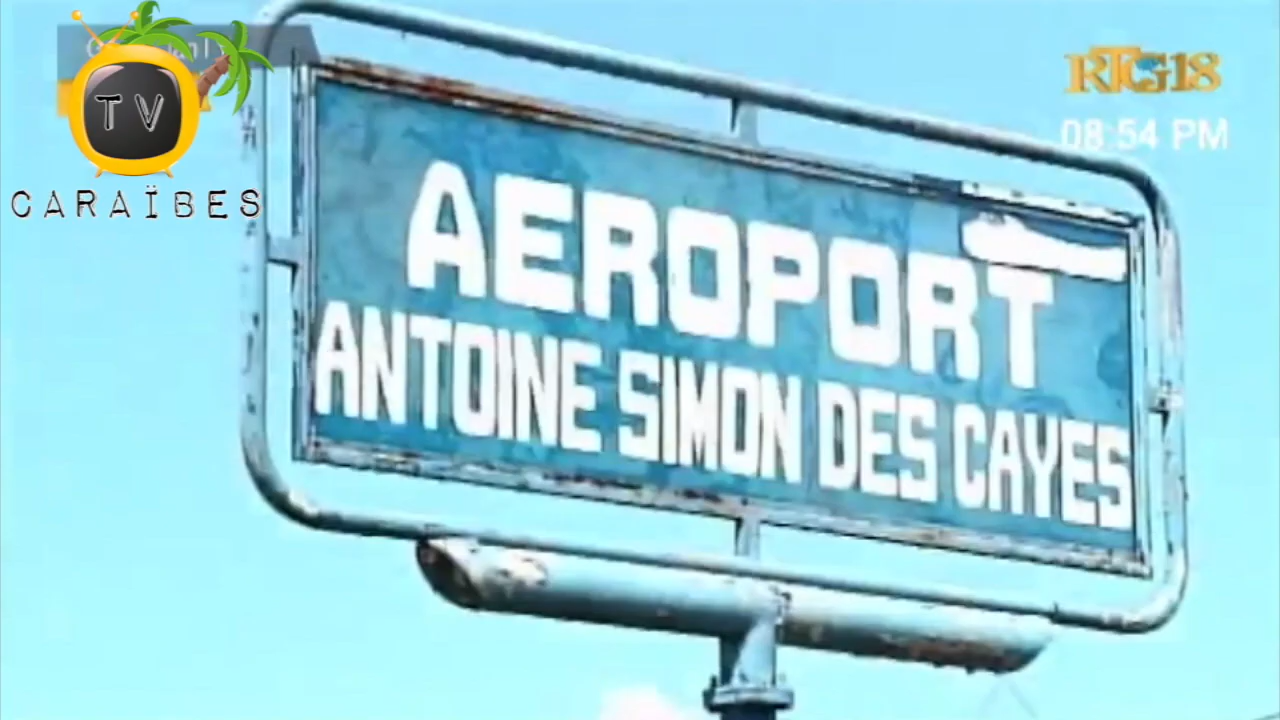 TV
CARAÏBES
RTG18
08:54 PM
AEROPORT
ANTOINE SIMON DES CAYES